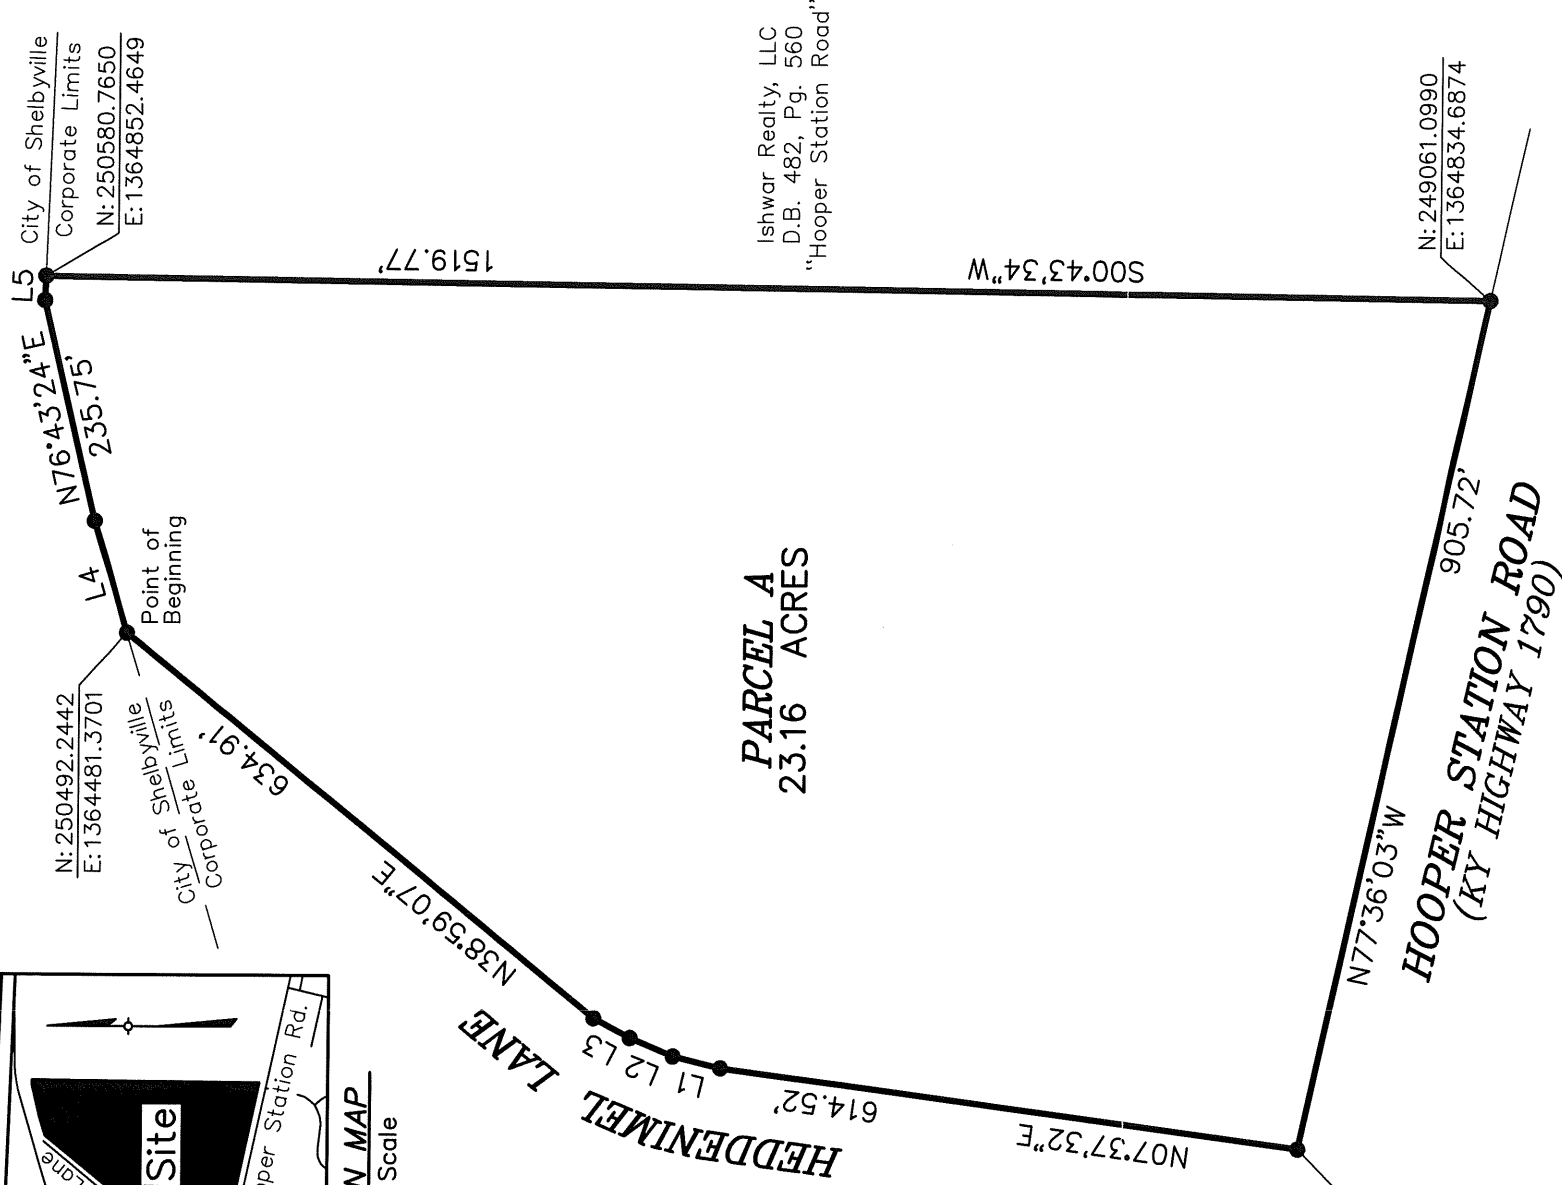 L5
City of Shelbyville
Corporate Limits
N: 250580.7650
E: 1364852.4649
N76°43'24"E
235.75'
L4
Point of
Beginning
N: 250492.2442
E: 1364481.3701
City of Shelbyville
Corporate Limits
1519.77'
S00°43'34"W
Ishwar Realty, LLC
D.B. 482, Pg. 560
"Hooper Station Road"
N: 249061.0990
E: 1364834.6874
634.91'
N38°59'07"E
PARCEL A
23.16 ACRES
L3
L2
L1
HEDDENIMEL LANE
614.52'
N07°37'32"E
905.72'
N77°36'03"W
HOOPER STATION ROAD
(KY HIGHWAY 1790)
Lane
Site
per Station Rd.
N MAP
Scale